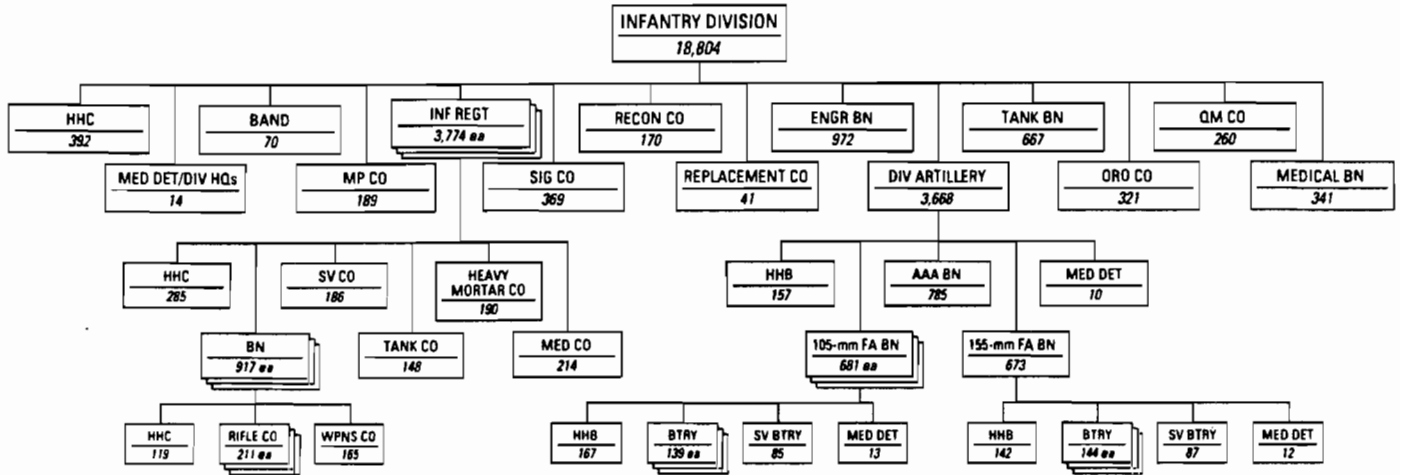 INFANTRY DIVISION
18,804
HHC
392
BAND
70
INF REGT
3,774 ea
RECON CO
170
ENGR BN
972
TANK BN
667
QM CO
260
MED DET/DIV HQs
14
MP CO
189
SIG CO
369
REPLACEMENT CO
41
DIV ARTILLERY
3,668
ORO CO
321
MEDICAL BN
341
HHC
285
SV CO
186
HEAVY
MORTAR CO
190
HHB
157
AAA BN
785
MED DET
10
BN
917 ea
TANK CO
148
MED CO
214
105-mm FA BN
681 ea
155-mm FA BN
673
HHC
119
RIFLE CO
211 ea
WPNS CO
165
HHB
167
BTRY
139 ea
SV BTRY
85
MED DET
13
HHB
142
BTRY
144 ea
SV BTRY
87
MED DET
12